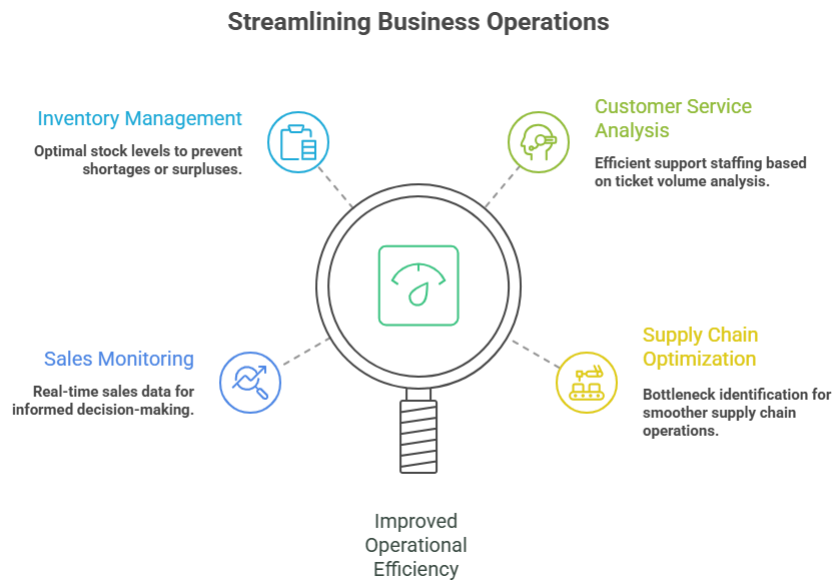 Streamlining Business Operations
Inventory Management
Optimal stock levels to prevent
shortages or surpluses.
Customer Service
Analysis
Efficient support staffing based
on ticket volume analysis.
Sales Monitoring
Real-time sales data for
informed decision-making.
Supply Chain
Optimization
Bottleneck identification for
smoother supply chain
operations.
Improved
Operational
Efficiency